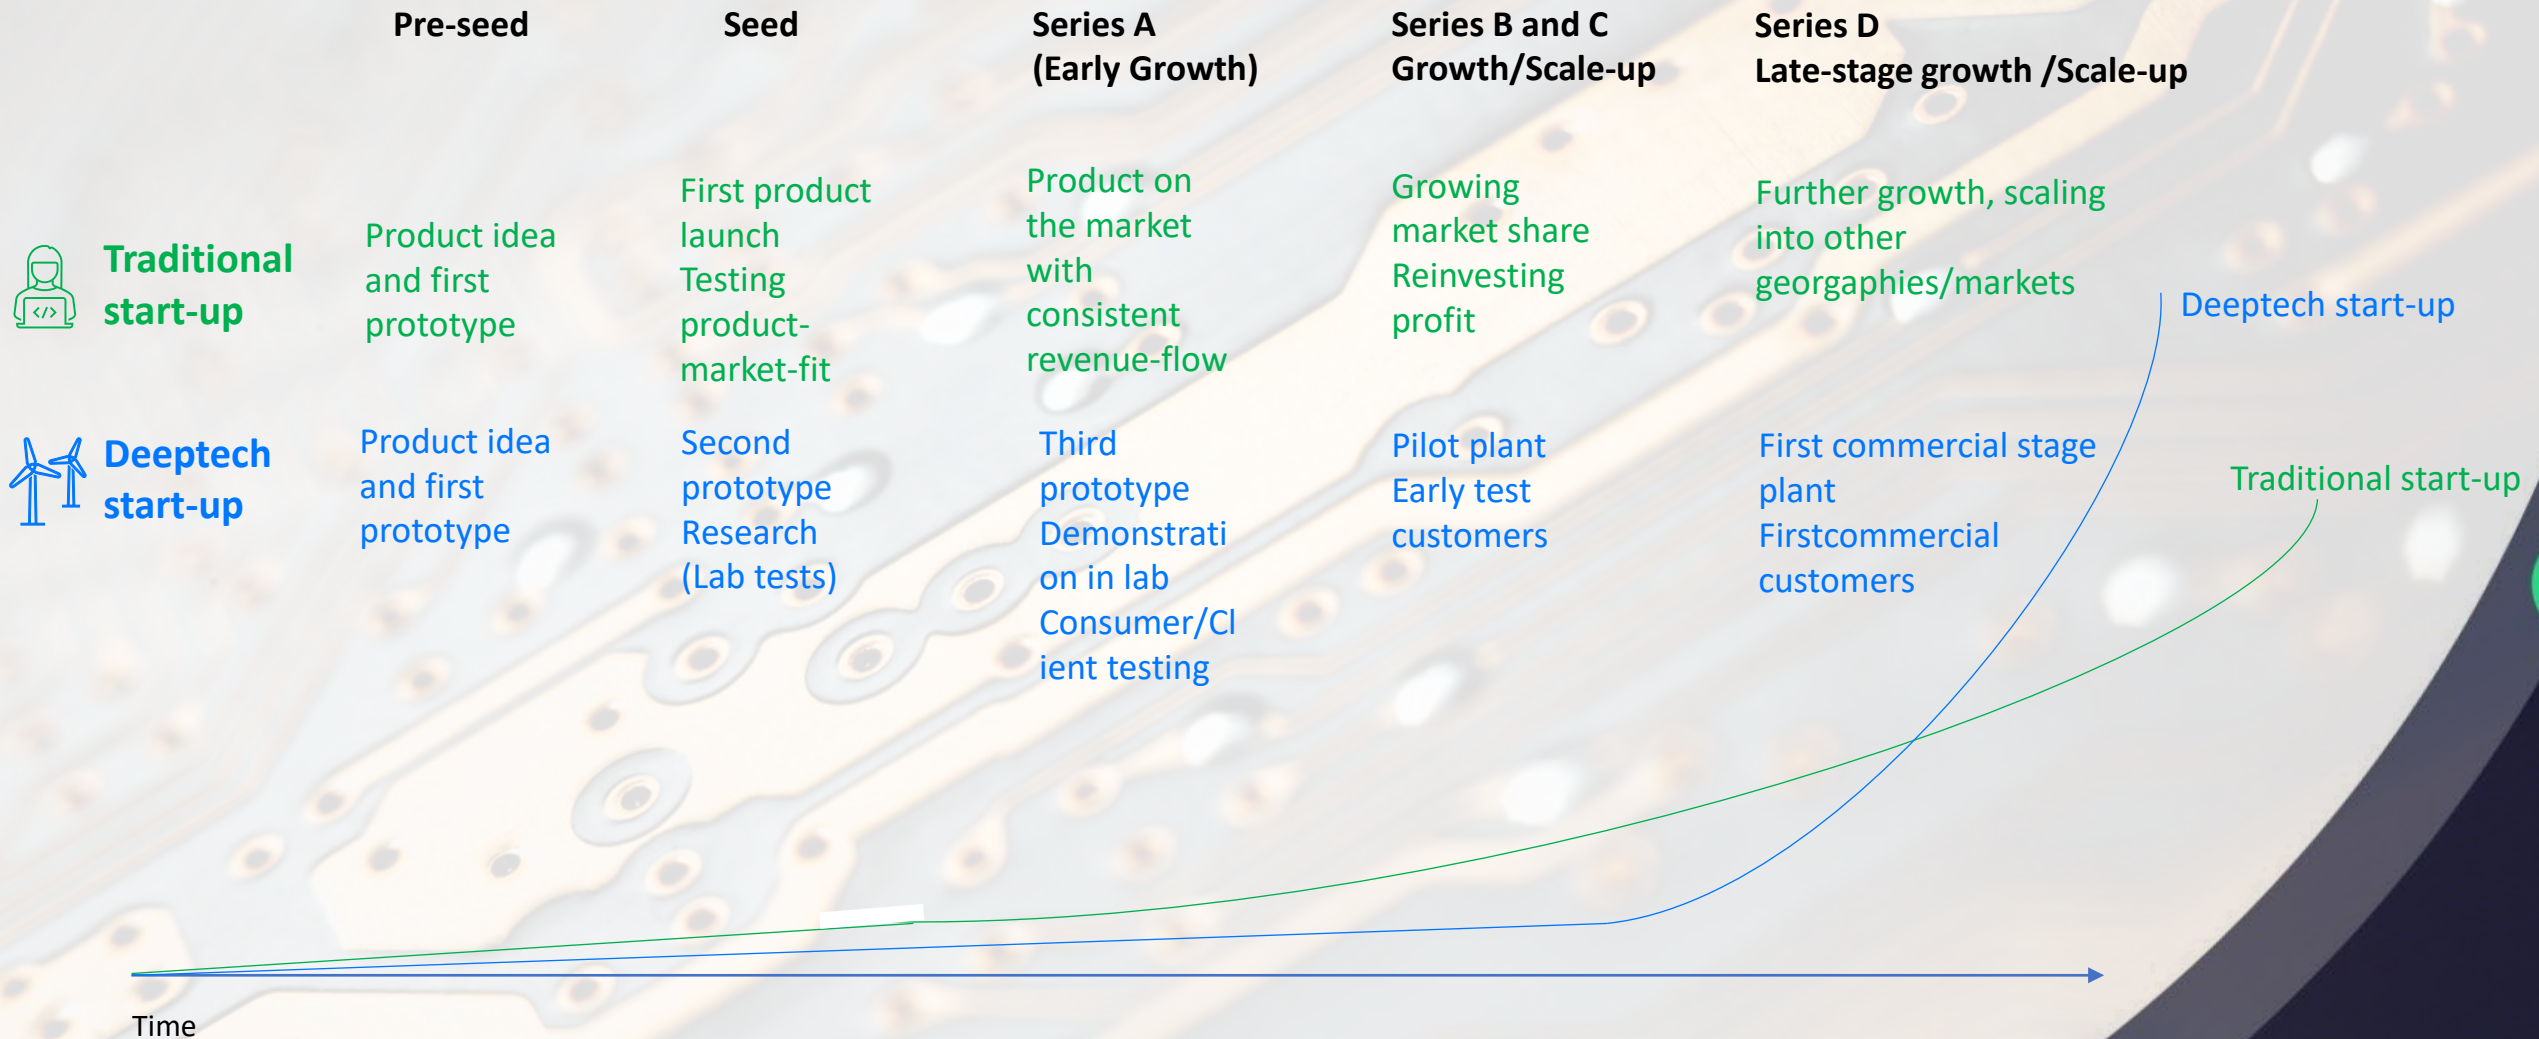 Pre-seed
Seed
Series A
(Early Growth)
Series B and C
Growth/Scale-up
Series D
Late-stage growth /Scale-up
Traditional
start-up
Product idea
and first
prototype
First product
launch
Testing
product-
market-fit
Product on
the market
with
consistent
revenue-flow
Growing
market share
Reinvesting
profit
Further growth, scaling
into other
georgaphies/markets
Deeptech start-up
Deeptech
start-up
Product idea
and first
prototype
Second
prototype
Research
(Lab tests)
Third
prototype
Demonstrati
on in lab
Consumer/Cl
ient testing
Pilot plant
Early test
customers
First commercial stage
plant
Firstcommercial
customers
Traditional start-up
Time